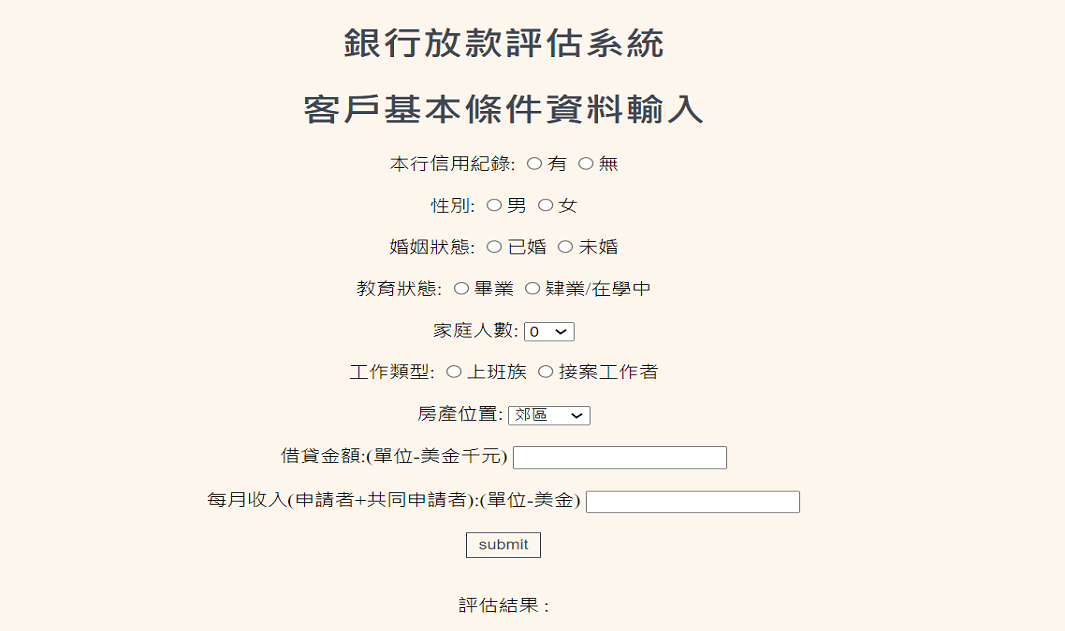 銀行放款評估系統
客戶基本條件資料輸入
本行信用紀錄: 有 無
性別: 男 女
婚姻狀態: 已婚 未婚
教育狀態: 畢業 肄業/在學中
家庭人數: 0
工作類型: 上班族 接案工作者
房產位置: 郊區
借貸金額:(單位-美金千元)
每月收入(申請者+共同申請者):(單位-美金)
submit
評估結果 :